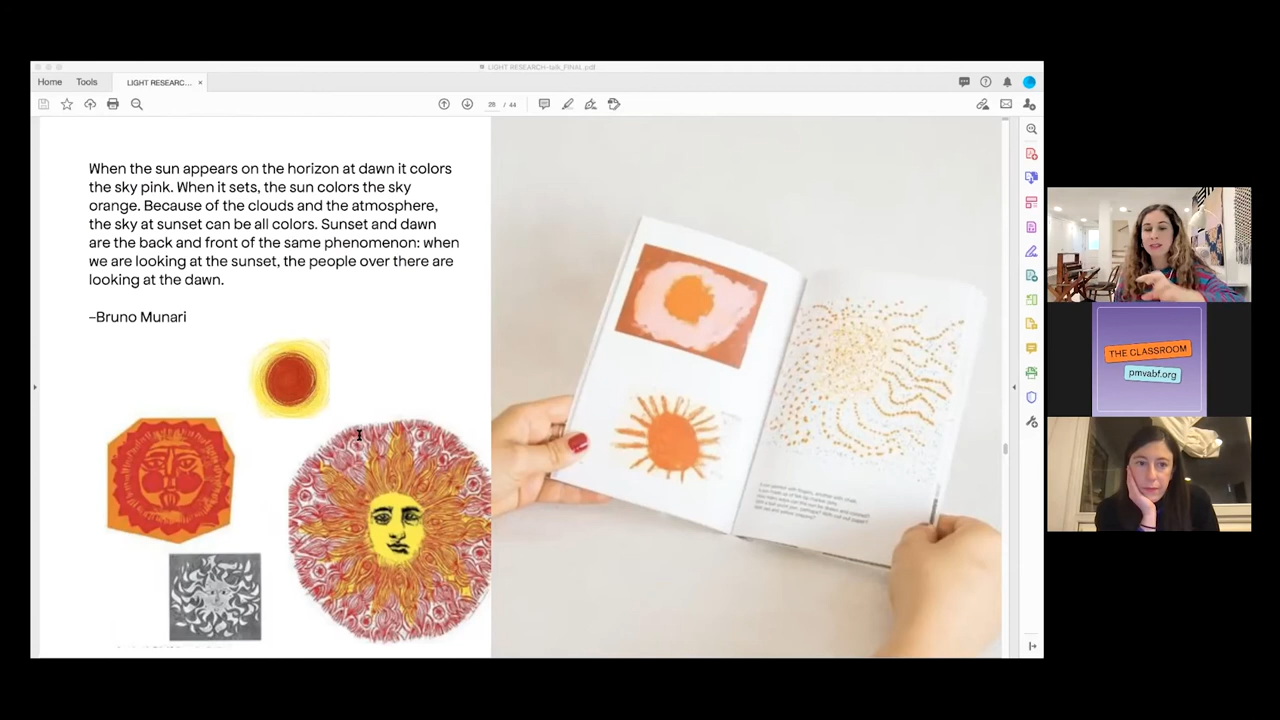 LIGHT RESEARCH-talk_FINAL.pdf
Home
Tools
LIGHT RESEARC...
28 / 44
When the sun appears on the horizon at dawn it colors
the sky pink. When it sets, the sun colors the sky
orange. Because of the clouds and the atmosphere,
the sky at sunset can be all colors. Sunset and dawn
are the back and front of the same phenomenon: when
we are looking at the sunset, the people over there are
looking at the dawn.
–Bruno Munari
THE CLASSROOM
pmvabf.org